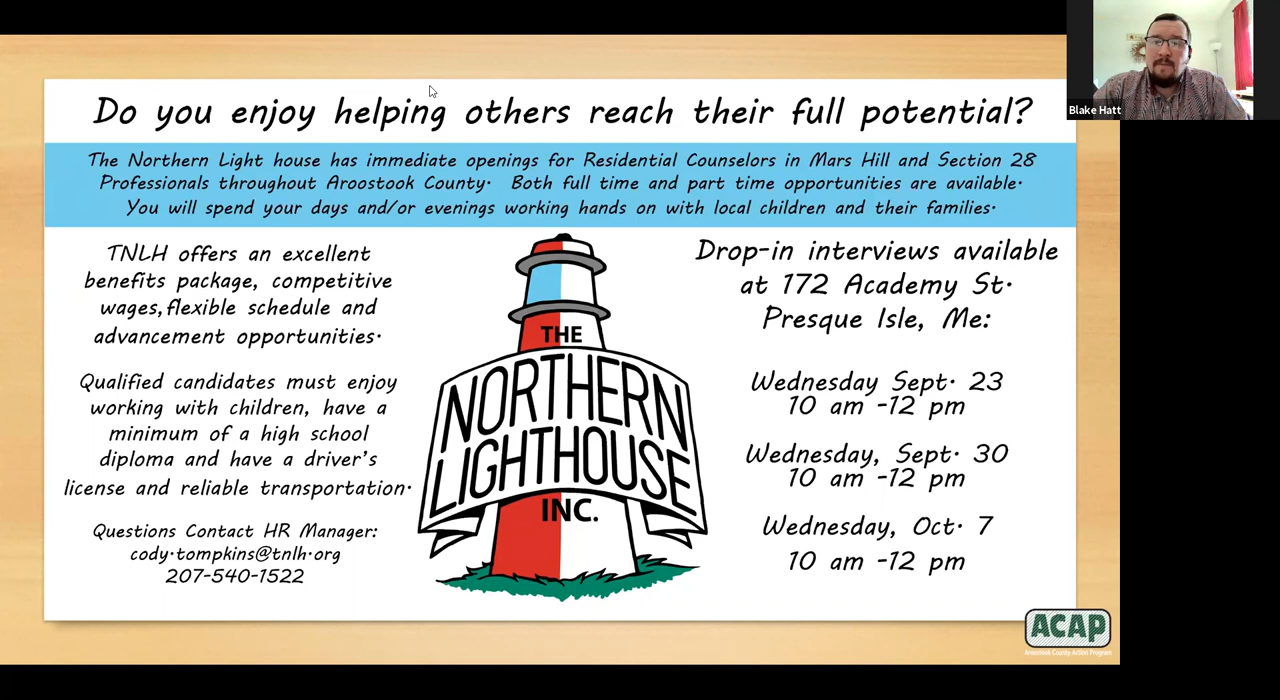 Do you enjoy helping others reach their full potential?
The Northern Light house has immediate openings for Residential Counselors in Mars Hill and Section 28
Professionals throughout Aroostook County. Both full time and part time opportunities are available.
You will spend your days and/or evenings working hands on with local children and their families.
TNLH offers an excellent
benefits package, competitive
wages,flexible schedule and
advancement opportunities.
Qualified candidates must enjoy
working with children, have a
minimum of a high school
diploma and have a driver's
license and reliable transportation.
Questions Contact HR Manager:
cody.tompkins@tnlh.org
207-540-1522
THE
NORTHERN
LIGHTHOUSE
INC.
Drop-in interviews available
at 172 Academy St.
Presque Isle, Me:
Wednesday Sept. 23
10 am -12 pm
Wednesday, Sept. 30
10 am -12 pm
Wednesday, Oct. 7
10 am -12 pm
ACAP
Aroostook County Action Program
Blake Hatt